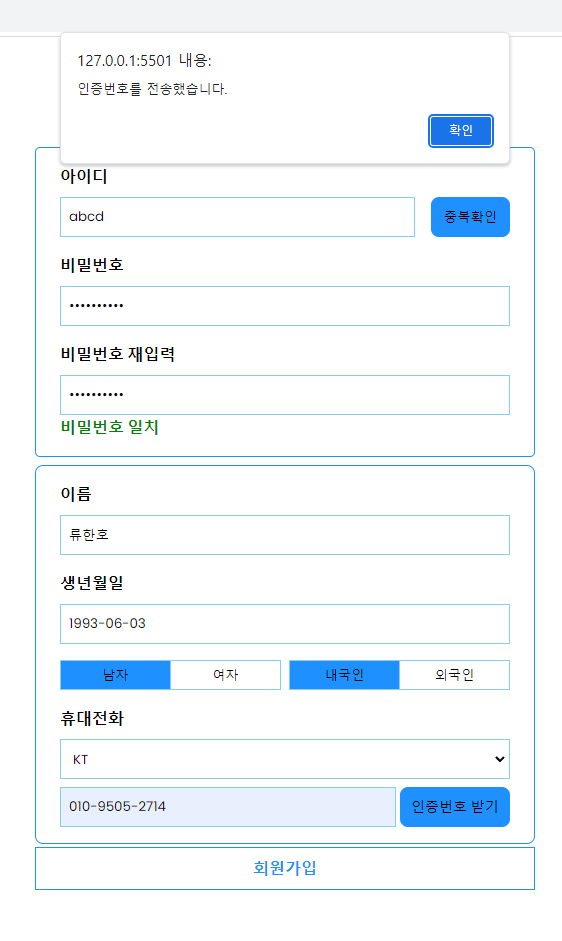 127.0.0.1:5501 내용:
인증번호를 전송했습니다.
확인
아이디
abcd
중복확인
비밀번호
••••••••••
비밀번호 재입력
••••••••••
비밀번호 일치
이름
류한호
생년월일
1993-06-03
남자 여자 내국인 외국인
휴대전화
KT
010-9505-2714
인증번호 받기
회원가입